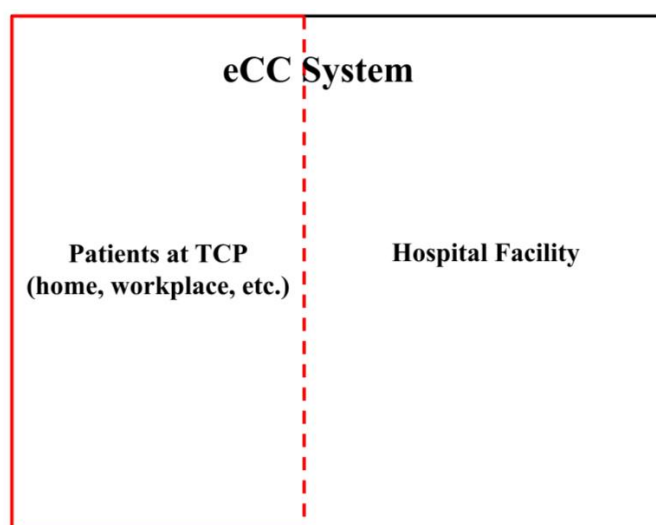 eCC System
Patients at TCP
(home, workplace, etc.)
Hospital Facility